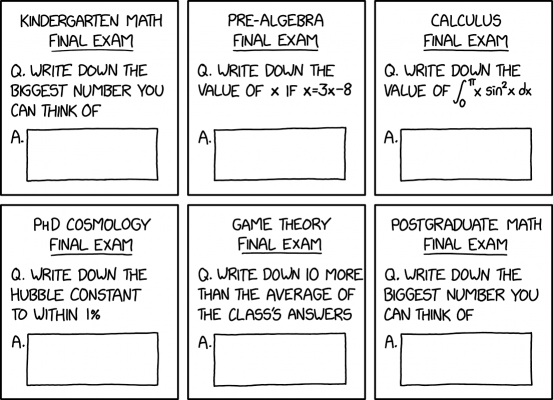 KINDERGARTEN MATH
FINAL EXAM
Q. WRITE DOWN THE
BIGGEST NUMBER YOU
CAN THINK OF
A.
PRE-ALGEBRA
FINAL EXAM
Q. WRITE DOWN THE
VALUE OF x IF x=3x-8
A.
CALCULUS
FINAL EXAM
Q. WRITE DOWN THE
VALUE OF ∫₀^π x sin²x dx
A.
PHD COSMOLOGY
FINAL EXAM
Q. WRITE DOWN THE
HUBBLE CONSTANT
TO WITHIN 1%
A.
GAME THEORY
FINAL EXAM
Q. WRITE DOWN 10 MORE
THAN THE AVERAGE OF
THE CLASS'S ANSWERS
A.
POSTGRADUATE MATH
FINAL EXAM
Q. WRITE DOWN THE
BIGGEST NUMBER YOU
CAN THINK OF
A.